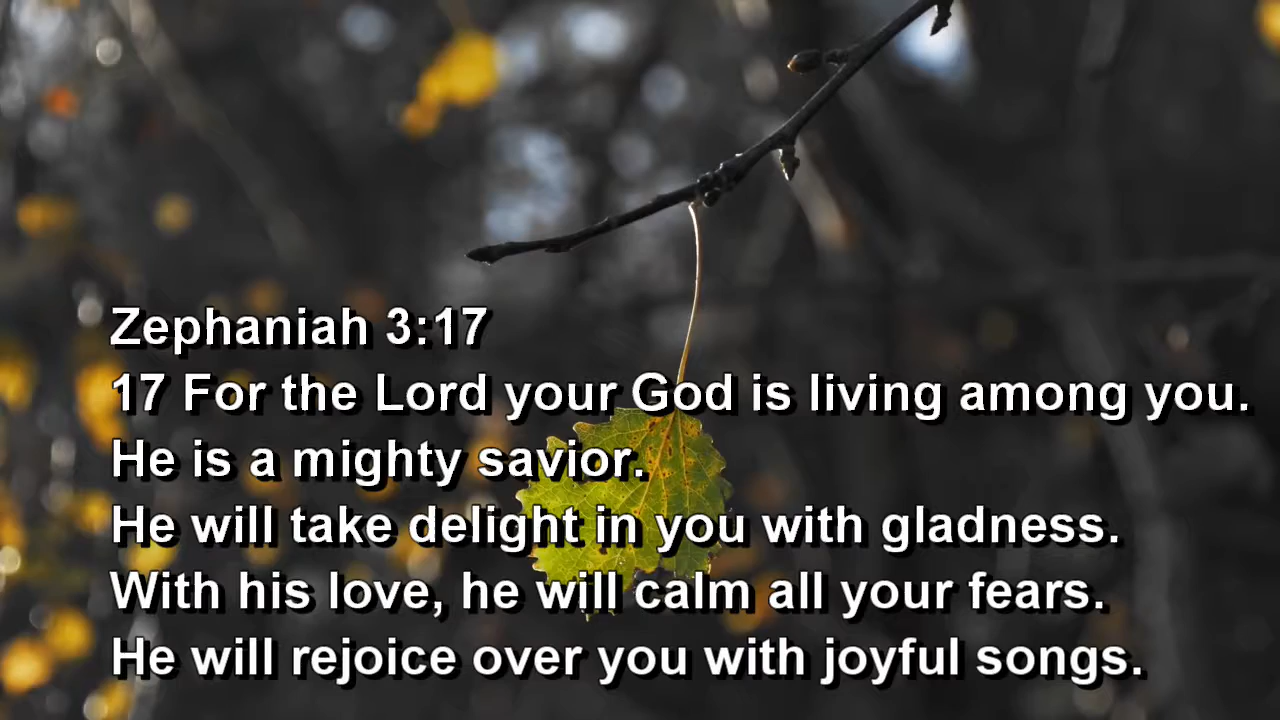 Zephaniah 3:17
17 For the Lord your God is living among you.
He is a mighty savior.
He will take delight in you with gladness.
With his love, he will calm all your fears.
He will rejoice over you with joyful songs.